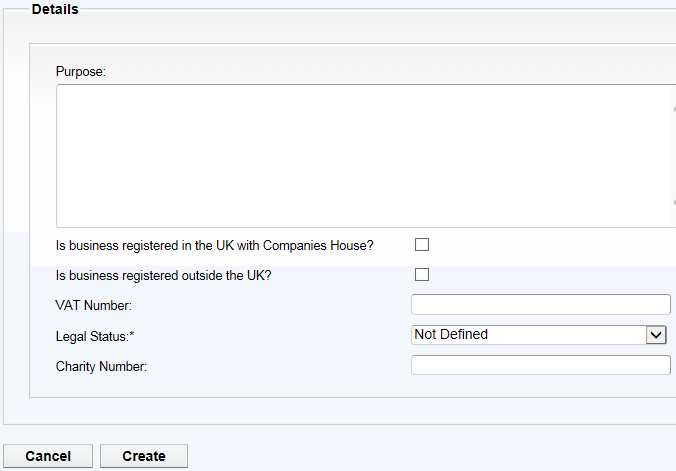 Details
Purpose:
Is business registered in the UK with Companies House?
Is business registered outside the UK?
VAT Number:
Legal Status:* Not Defined
Charity Number:
Cancel Create